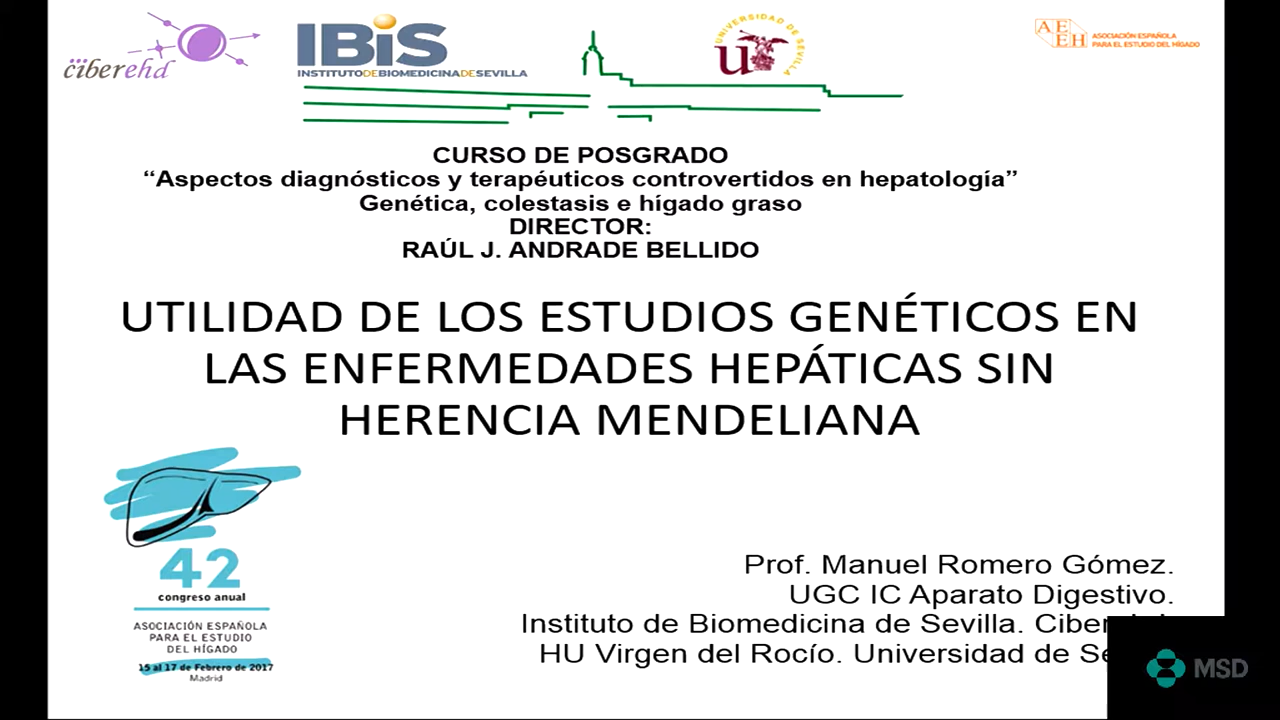 ciberehd
IBiS
INSTITUTODEBIOMEDICINADESEVILLA
UNIVERSIDAD DE SEVILLA
AEEH
ASOCIACIÓN ESPAÑOLA
PARA EL ESTUDIO DEL HÍGADO
CURSO DE POSGRADO
“Aspectos diagnósticos y terapéuticos controvertidos en hepatología”
Genética, colestasis e hígado graso
DIRECTOR:
RAÚL J. ANDRADE BELLIDO
UTILIDAD DE LOS ESTUDIOS GENÉTICOS EN
LAS ENFERMEDADES HEPÁTICAS SIN
HERENCIA MENDELIANA
42
congreso anual
ASOCIACIÓN ESPAÑOLA
PARA EL ESTUDIO
DEL HÍGADO
15 al 17 de Febrero de 2017
Madrid
Prof. Manuel Romero Gómez.
UGC IC Aparato Digestivo.
Instituto de Biomedicina de Sevilla.
HU Virgen del Rocío. Universidad de
MSD